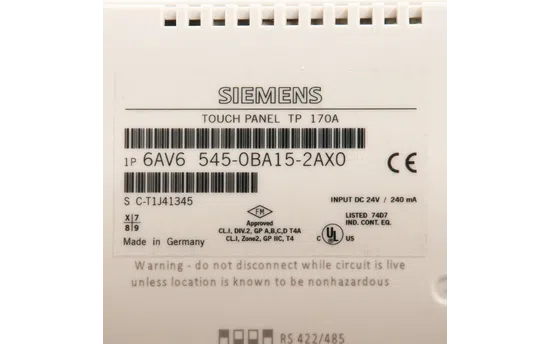 SIEMENS
TOUCH PANEL TP 170A
1P 6AV6 545-0BA15-2AX0
CE
S C-T1J41345
INPUT DC 24V / 240 mA
X 7
8 9
FM
Approved
CL.I, DIV.2, GP A,B,C,D T4A
CL.I, Zone2, GP IIC, T4
LISTED 74D7
IND. CONT. EQ.
C UL US
Made in Germany
Warning - do not disconnect while circuit is live
unless location is known to be nonhazardous
RS 422/485